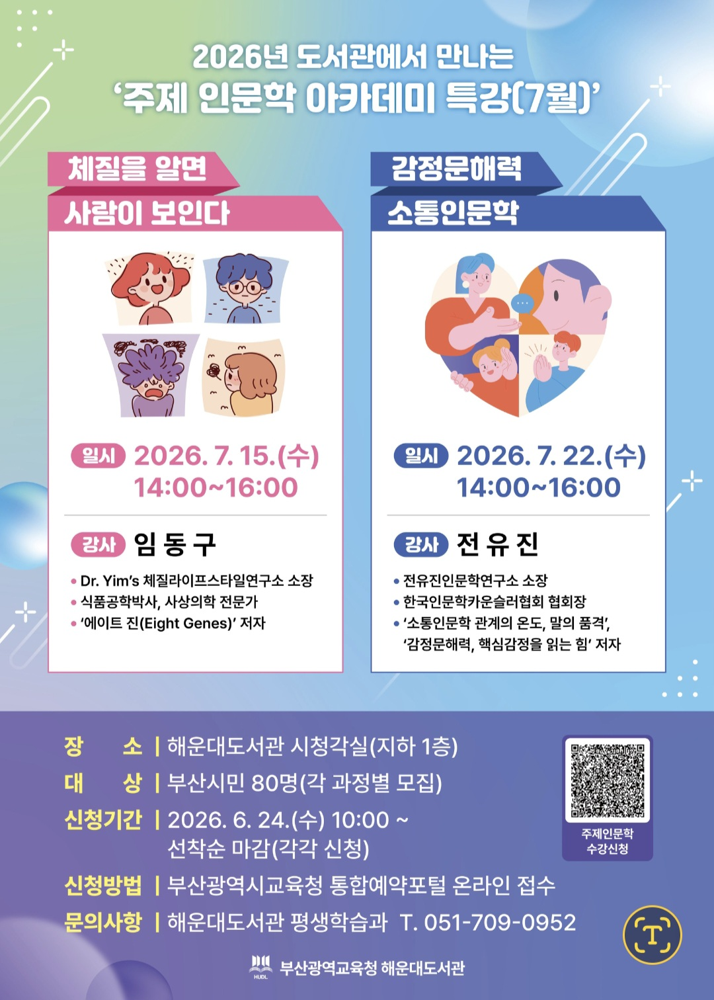 2026년 도서관에서 만나는
‘주제 인문학 아카데미 특강(7월)’
체질을 알면
사람이 보인다
일시 2026. 7. 15.(수)
14:00~16:00
강사 임동구
• Dr. Yim’s 체질라이프스타일연구소 소장
• 식품공학박사, 사상의학 전문가
• ‘에이트 진(Eight Genes)’ 저자
감정문해력
소통인문학
일시 2026. 7. 22.(수)
14:00~16:00
강사 전유진
• 전유진인문학연구소 소장
• 한국인문학카운슬러협회 협회장
• ‘소통인문학 관계의 온도, 말의 품격’,
‘감정문해력, 핵심감정을 읽는 힘’ 저자
장 소 | 해운대도서관 시청각실(지하 1층)
대 상 | 부산시민 80명(각 과정별 모집)
신청기간 | 2026. 6. 24.(수) 10:00 ~
선착순 마감(각각 신청)
신청방법 | 부산광역시교육청 통합예약포털 온라인 접수
문의사항 | 해운대도서관 평생학습과 T. 051-709-0952
주제인문학
수강신청
T
HUDL 부산광역교육청 해운대도서관